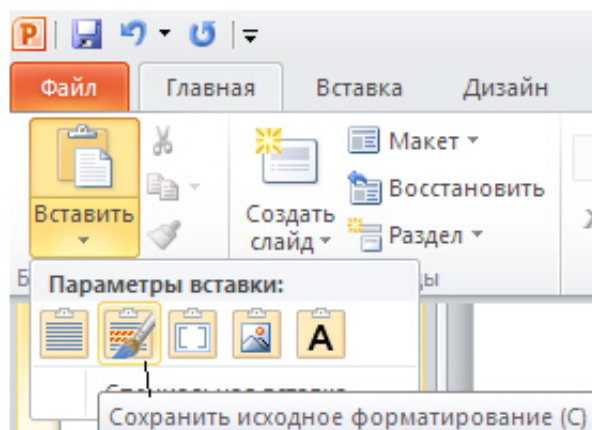 P
Файл Главная Вставка Дизайн
Вставить
Создать слайд
Макет
Восстановить
Раздел
Параметры вставки:
A
Сохранить исходное форматирование (С)